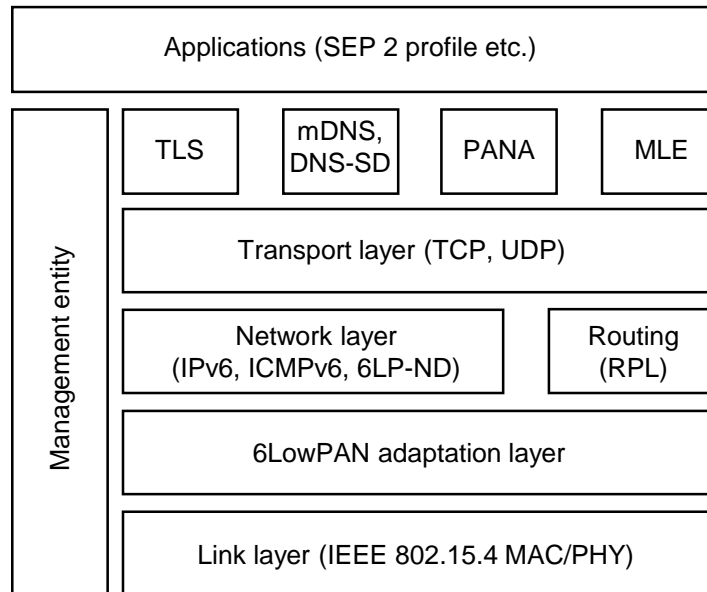 Applications (SEP 2 profile etc.)
Management entity
TLS
mDNS,
DNS-SD
PANA
MLE
Transport layer (TCP, UDP)
Network layer
(IPv6, ICMPv6, 6LP-ND)
Routing
(RPL)
6LowPAN adaptation layer
Link layer (IEEE 802.15.4 MAC/PHY)